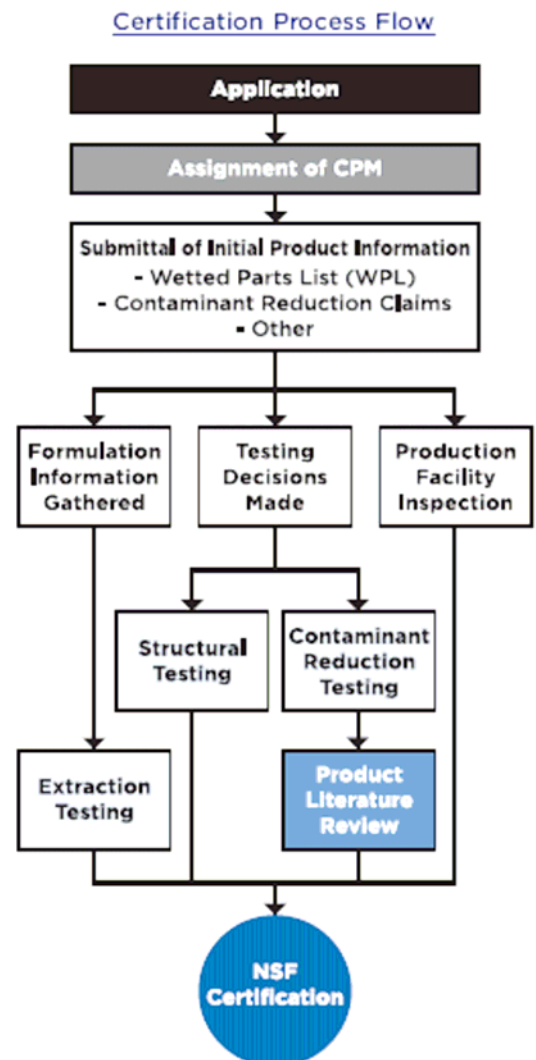 Certification Process Flow
Application
Assignment of CPM
Submittal of Initial Product Information
- Wetted Parts List (WPL)
- Contaminant Reduction Claims
- Other
Formulation
Information
Gathered
Testing
Decisions
Made
Production
Facility
Inspection
Structural
Testing
Contaminant
Reduction
Testing
Extraction
Testing
Product
Literature
Review
NSF
Certification